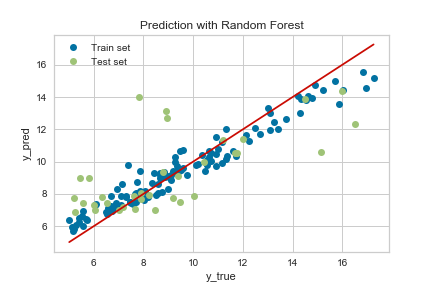 Prediction with Random Forest
Train set
Test set
y_pred
16
14
12
10
8
6
6
8
10
12
14
16
y_true